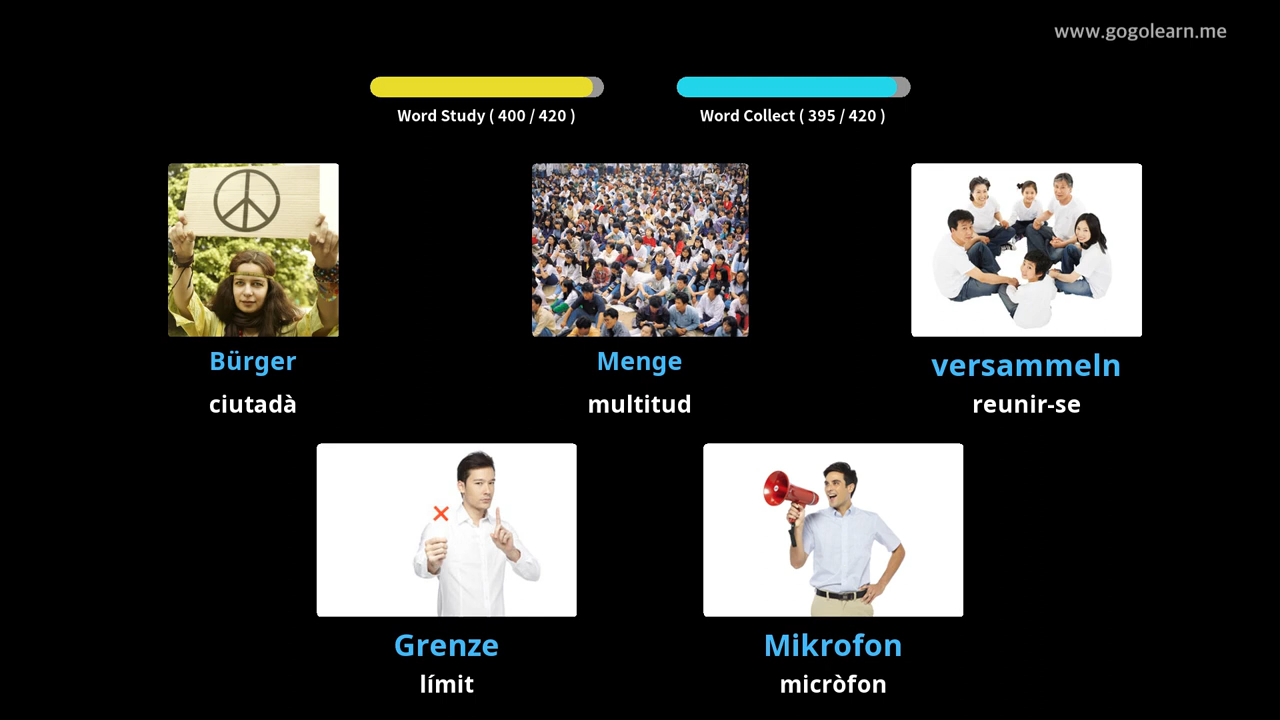 www.gogolearn.me
Word Study ( 400 / 420 )
Word Collect ( 395 / 420 )
Bürger
Menge
versammeln
ciutadà
multitud
reunir-se
Grenze
Mikrofon
límit
micròfon